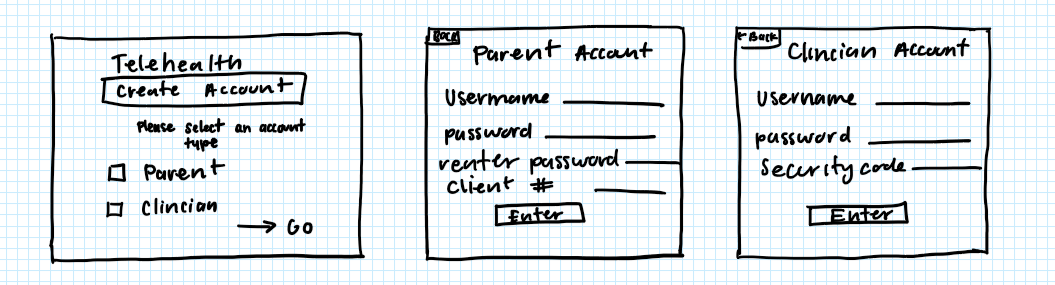 Telehealth
Create Account
Please select an account
type
Parent
Clincian
→ GO
Back
Parent Account
Username
password
renter password
client #
Enter
← Back
Clincian Account
Username
password
Security code
Enter